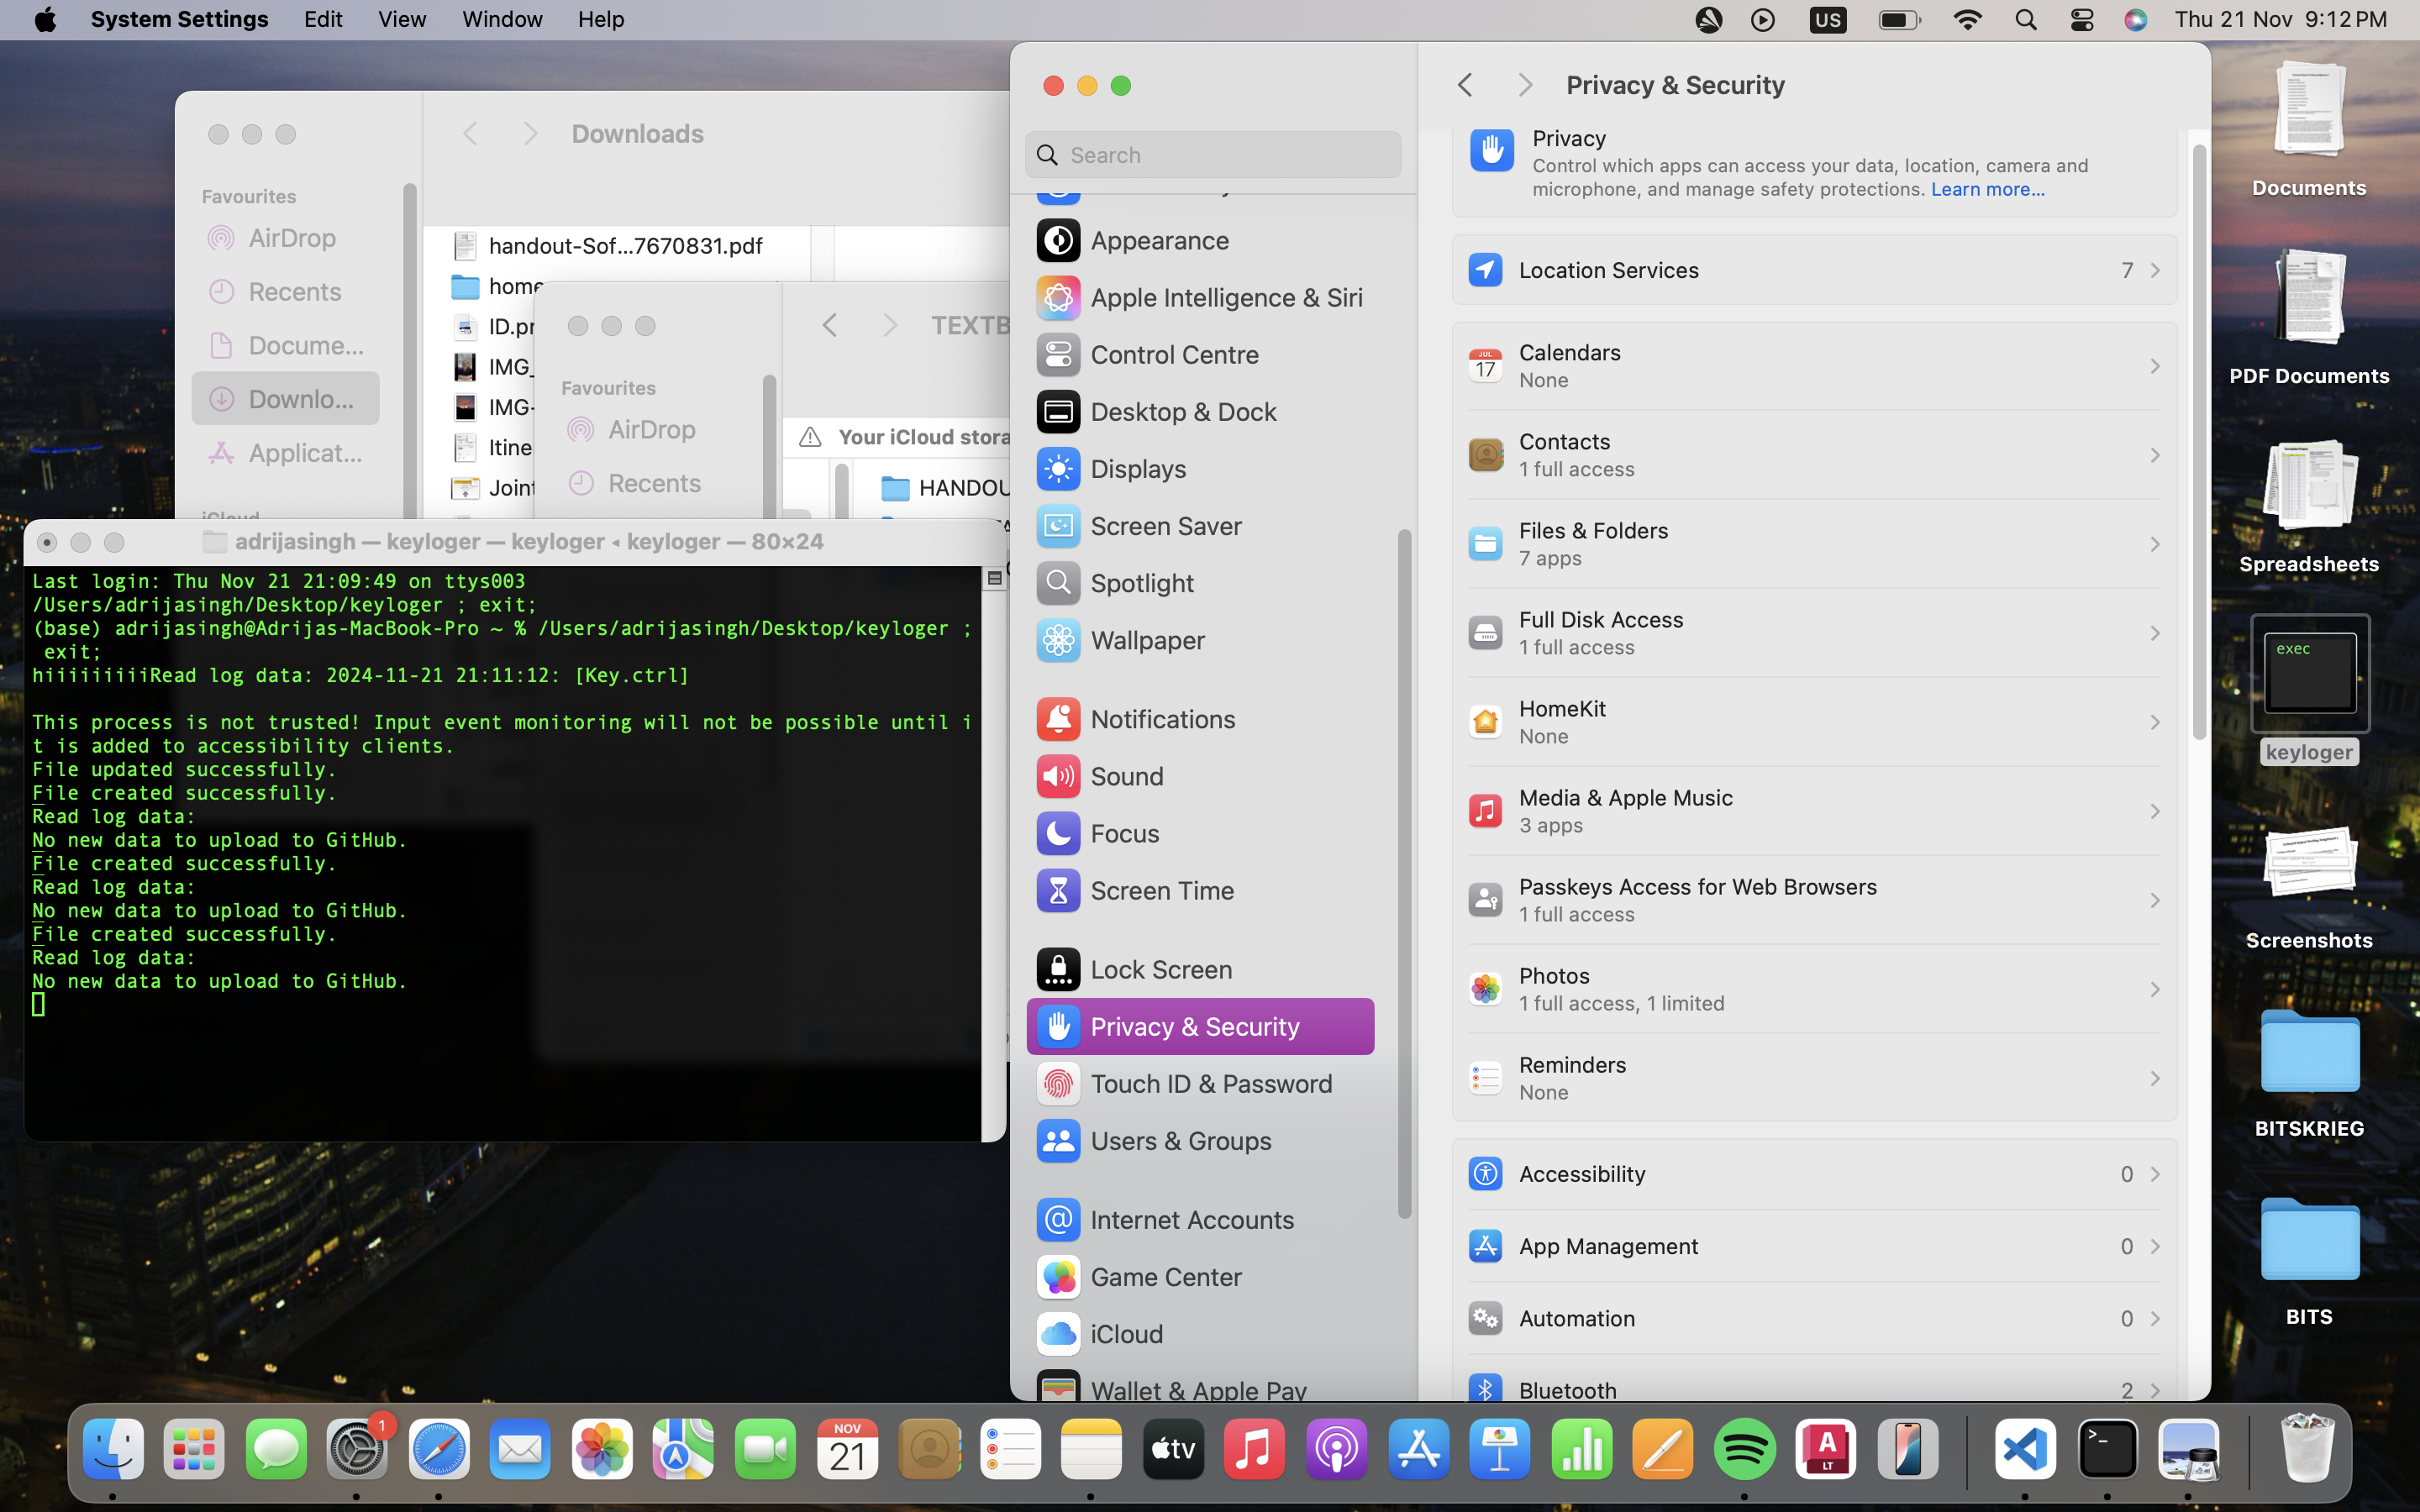 System Settings Edit View Window Help
US
Thu 21 Nov 9:12 PM
Downloads
Favourites
AirDrop
Recents
Docume...
Downlo...
Applicat...
iCloud
handout-Sof...7670831.pdf
home
ID.pr
IMG_
IMG-
Itine
Joint
TEXTB
Favourites
AirDrop
Recents
Your iCloud stora
HANDOU
adrijasingh — keyloger — keyloger ◂ keyloger — 80×24
Last login: Thu Nov 21 21:09:49 on ttys003
/Users/adrijasingh/Desktop/keyloger ; exit;
(base) adrijasingh@Adrijas-MacBook-Pro ~ % /Users/adrijasingh/Desktop/keyloger ;
exit;
hiiiiiiiiiRead log data: 2024-11-21 21:11:12: [Key.ctrl]
This process is not trusted! Input event monitoring will not be possible until i
t is added to accessibility clients.
File updated successfully.
File created successfully.
Read log data:
No new data to upload to GitHub.
File created successfully.
Read log data:
No new data to upload to GitHub.
File created successfully.
Read log data:
No new data to upload to GitHub.
Search
Appearance
Apple Intelligence & Siri
Control Centre
Desktop & Dock
Displays
Screen Saver
Spotlight
Wallpaper
Notifications
Sound
Focus
Screen Time
Lock Screen
Privacy & Security
Touch ID & Password
Users & Groups
Internet Accounts
Game Center
iCloud
Wallet & Apple Pay
Privacy & Security
Privacy
Control which apps can access your data, location, camera and
microphone, and manage safety protections. Learn more...
Location Services 7
JUL
17
Calendars
None
Contacts
1 full access
Files & Folders
7 apps
Full Disk Access
1 full access
HomeKit
None
Media & Apple Music
3 apps
Passkeys Access for Web Browsers
1 full access
Photos
1 full access, 1 limited
Reminders
None
Accessibility 0
App Management 0
Automation 0
Bluetooth 2
Documents
PDF Documents
Spreadsheets
exec
keyloger
Screenshots
BITSKRIEG
BITS
1
NOV
21
tv
A
LT
>_